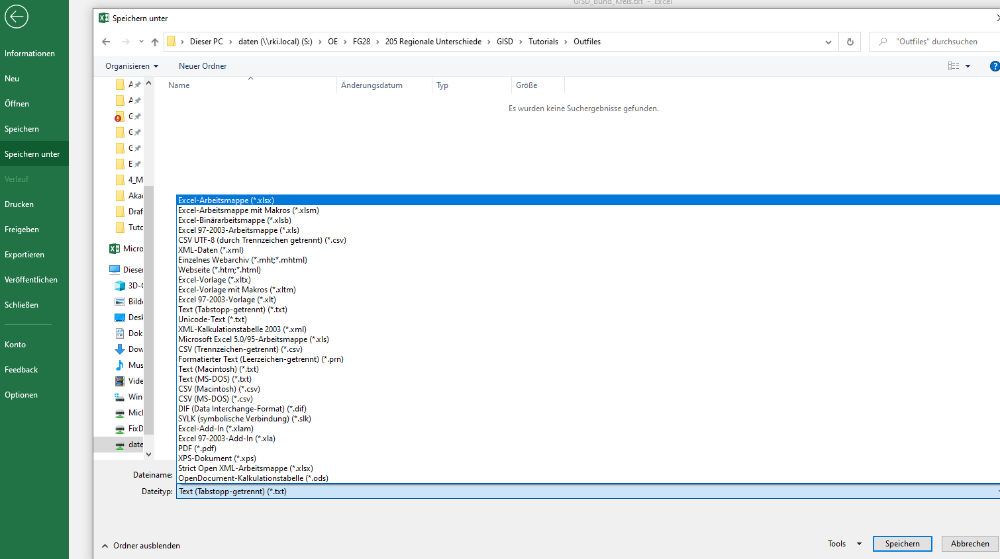 GISD_Bund_Kreis.txt - Excel
Speichern unter
Dieser PC > daten (\\rki.local) (S:) > OE > FG28 > 205 Regionale Unterschiede > GISD > Tutorials > Outfiles
"Outfiles" durchsuchen
Organisieren
Neuer Ordner
?
Informationen
Neu
Öffnen
Speichern
Speichern unter
Verlauf
Drucken
Freigeben
Exportieren
Veröffentlichen
Schließen
Konto
Feedback
Optionen
A
A
G
G
G
E
4_M
Aka
Draf
Tuto
Micro
Dieser
3D-O
Bilde
Desk
Dok
Dow
Mus
Vide
Win
Micl
FixD
date
Name
Änderungsdatum
Typ
Größe
Es wurden keine Suchergebnisse gefunden.
Excel-Arbeitsmappe (*.xlsx)
Excel-Arbeitsmappe mit Makros (*.xlsm)
Excel-Binärarbeitsmappe (*.xlsb)
Excel 97-2003-Arbeitsmappe (*.xls)
CSV UTF-8 (durch Trennzeichen getrennt) (*.csv)
XML-Daten (*.xml)
Einzelnes Webarchiv (*.mht;*.mhtml)
Webseite (*.htm;*.html)
Excel-Vorlage (*.xltx)
Excel-Vorlage mit Makros (*.xltm)
Excel 97-2003-Vorlage (*.xlt)
Text (Tabstopp-getrennt) (*.txt)
Unicode-Text (*.txt)
XML-Kalkulationstabelle 2003 (*.xml)
Microsoft Excel 5.0/95-Arbeitsmappe (*.xls)
CSV (Trennzeichen-getrennt) (*.csv)
Formatierter Text (Leerzeichen-getrennt) (*.prn)
Text (Macintosh) (*.txt)
Text (MS-DOS) (*.txt)
CSV (Macintosh) (*.csv)
CSV (MS-DOS) (*.csv)
DIF (Data Interchange-Format) (*.dif)
SYLK (symbolische Verbindung) (*.slk)
Excel-Add-In (*.xlam)
Excel 97-2003-Add-In (*.xla)
PDF (*.pdf)
XPS-Dokument (*.xps)
Strict Open XML-Arbeitsmappe (*.xlsx)
OpenDocument-Kalkulationstabelle (*.ods)
Dateiname:
Dateityp: Text (Tabstopp-getrennt) (*.txt)
Ordner ausblenden
Tools
Speichern
Abbrechen